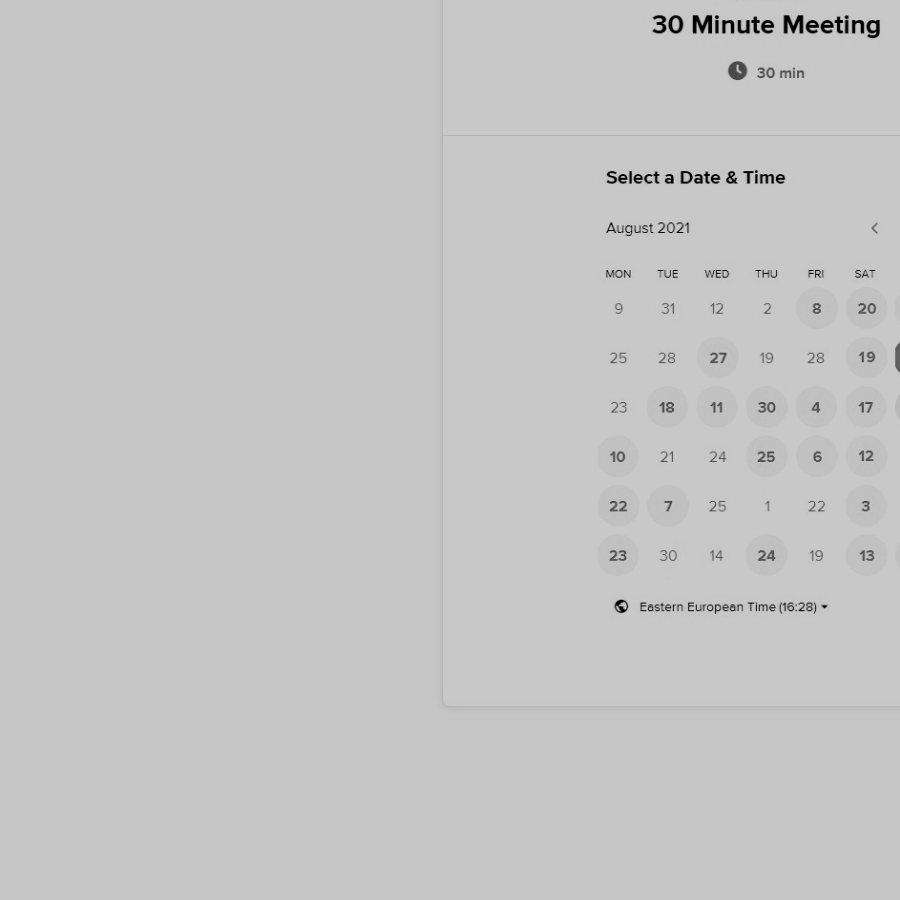 30 Minute Meeting
30 min
Select a Date & Time
August 2021
MON TUE WED THU FRI SAT
9 31 12 2 8 20
25 28 27 19 28 19
23 18 11 30 4 17
10 21 24 25 6 12
22 7 25 1 22 3
23 30 14 24 19 13
Eastern European Time (16:28)